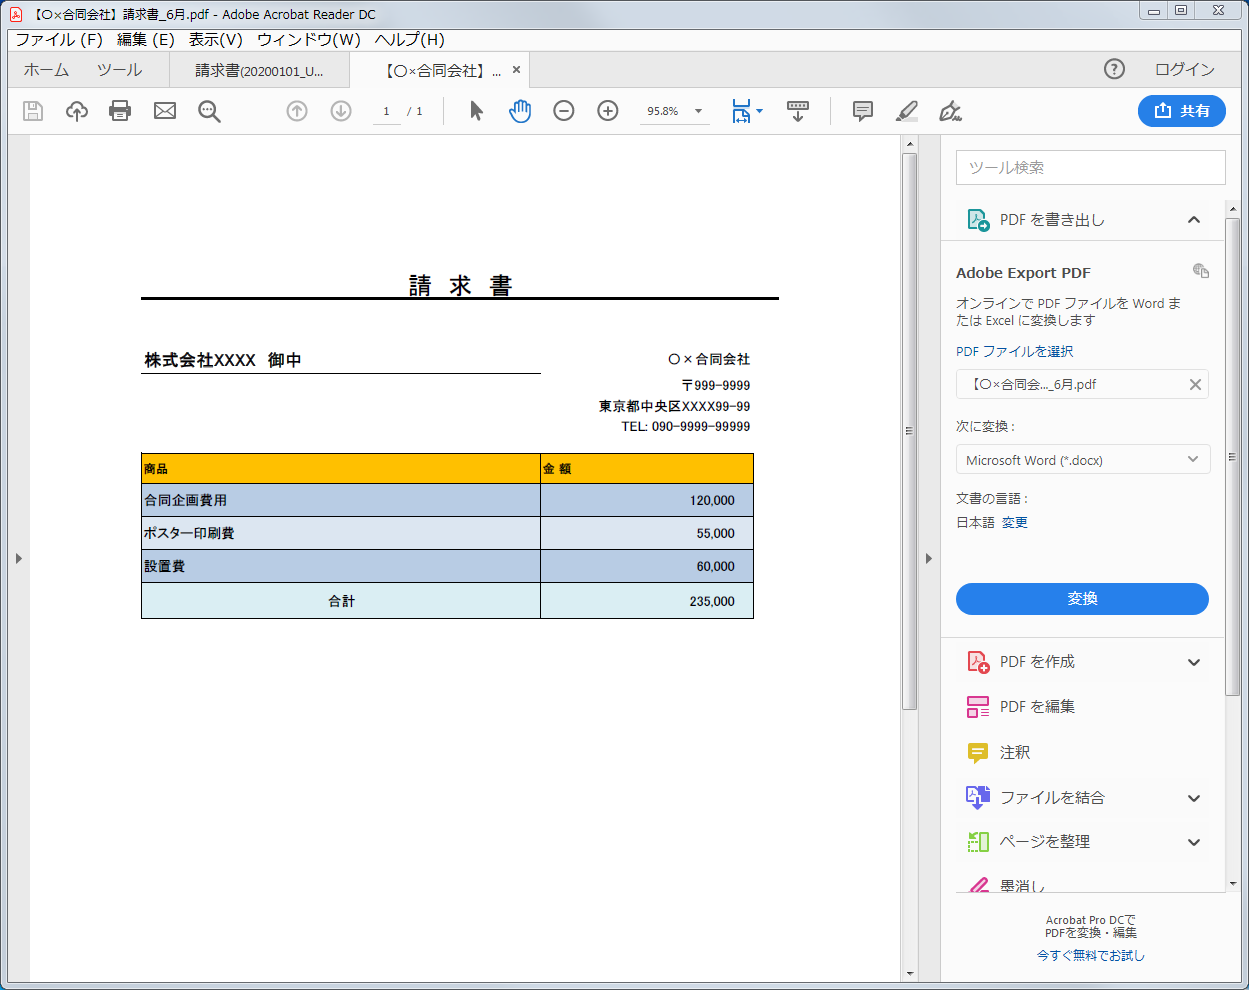 【〇×合同会社】請求書_6月.pdf - Adobe Acrobat Reader DC
ファイル (F) 編集 (E) 表示(V) ウィンドウ(W) ヘルプ(H)
ホーム ツール 請求書(20200101_U... 【〇×合同会社】... × ? ログイン
1 / 1 95.8% 共有
請 求 書
株式会社XXXX 御中
〇×合同会社
〒999-9999
東京都中央区XXXX99-99
TEL: 090-9999-99999
商品 金 額
合同企画費用 120,000
ポスター印刷費 55,000
設置費 60,000
合計 235,000
ツール検索
PDF を書き出し
Adobe Export PDF
オンラインで PDF ファイルを Word ま
たは Excel に変換します
PDF ファイルを選択
【〇×合同会..._6月.pdf
次に変換 :
Microsoft Word (*.docx)
文書の言語 :
日本語 変更
変換
PDF を作成
PDF を編集
注釈
ファイルを結合
ページを整理
墨消し
Acrobat Pro DCで
PDFを変換・編集
今すぐ無料でお試し